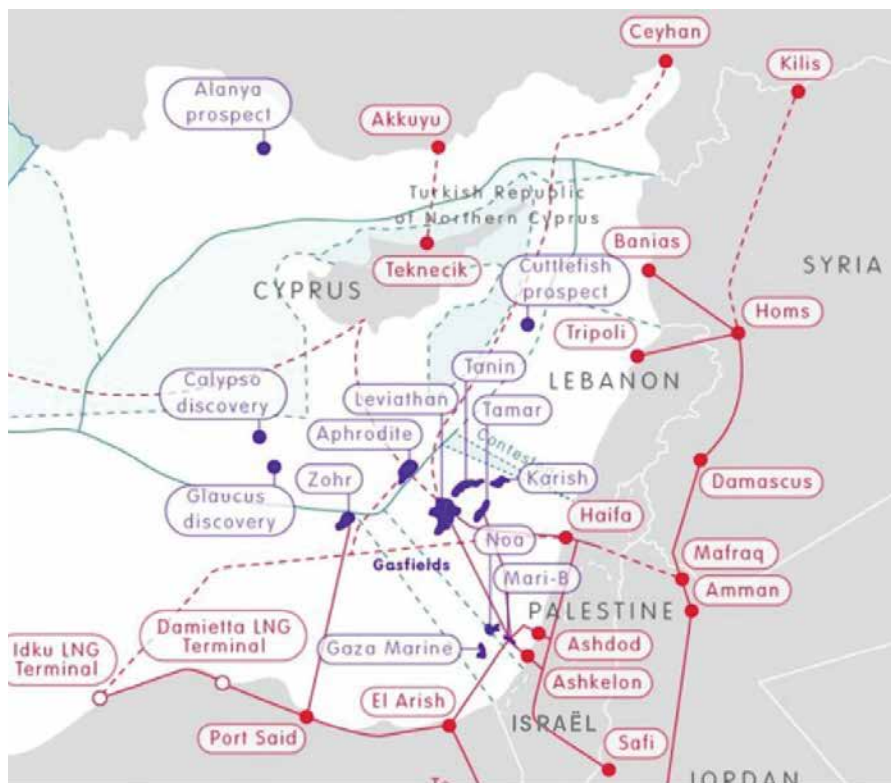 Ceyhan
Kilis
Alanya
prospect
Akkuyu
Turkish Republic
of Northern Cyprus
Banias
Teknecik
Cuttlefish
prospect
SYRIA
CYPRUS
Tripoli
Homs
Tanin
LEBANON
Calypso
discovery
Leviathan
Tamar
Aphrodite
Contested
Zohr
Karish
Damascus
Glaucus
discovery
Haifa
Noa
Mafraq
Gasfields
Mari-B
Amman
PALESTINE
Damietta LNG
Terminal
Idku LNG
Terminal
Gaza Marine
Ashdod
Ashkelon
El Arish
ISRAËL
Port Said
Safi
JORDAN